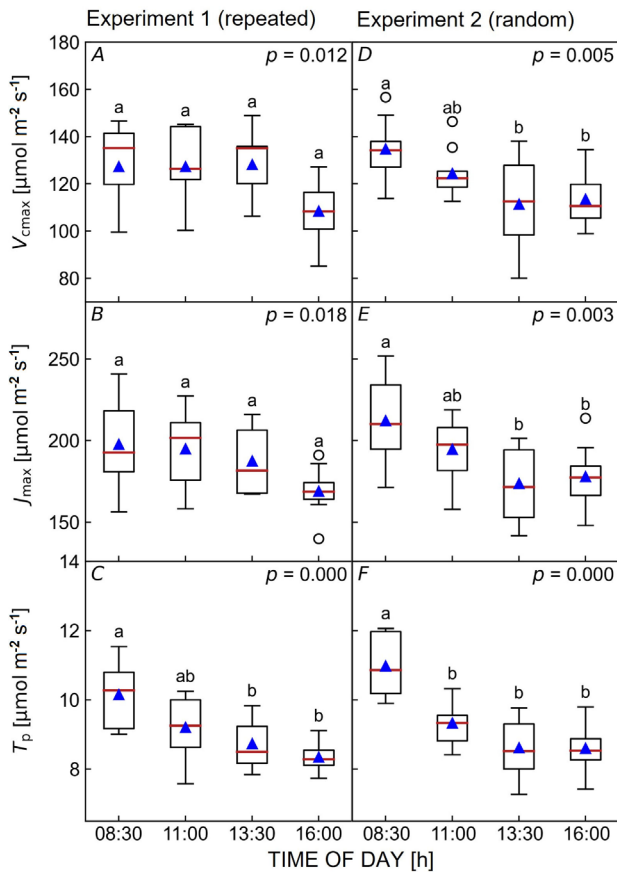 Experiment 1 (repeated) Experiment 2 (random)
180
A p = 0.012 D p = 0.005
160
a a a a a ab b b
140
120
100
80
V_cmax [µmol m⁻² s⁻¹]
B p = 0.018 E p = 0.003
250
a a a a a ab b b
200
150
J_max [µmol m⁻² s⁻¹]
14
C p = 0.000 F p = 0.000
12
a ab b b a b b b
10
8
T_p [µmol m⁻² s⁻¹]
08:30 11:00 13:30 16:00 08:30 11:00 13:30 16:00
TIME OF DAY [h]